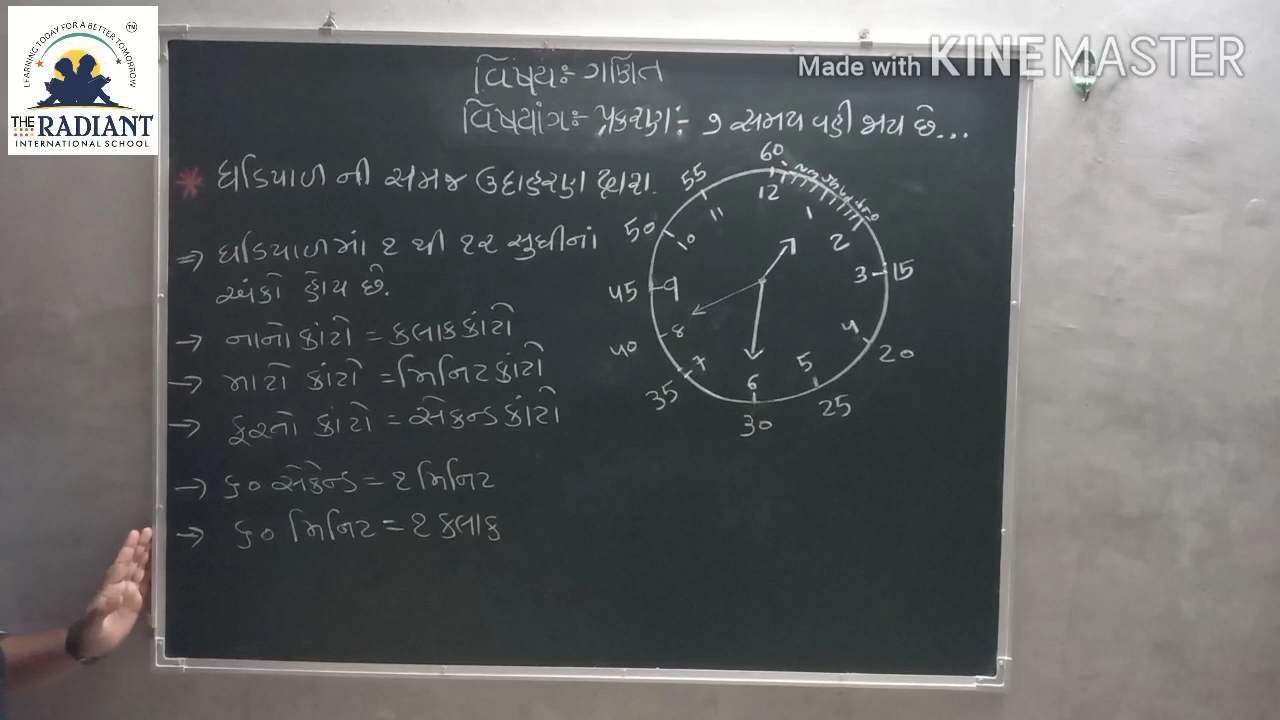 LEARNING TODAY FOR A BETTER TOMORROW
TM
THE RADIANT
INTERNATIONAL SCHOOL
Made with KINEMASTER
વિષય:- ગણિત
વિષયાંગ:- પ્રકરણ:- ૭ સમય વહી જાય છે...
* ઘડિયાળ ની સમજ ઉદાહરણ દ્વારા.
⇒ ઘડિયાળમાં ૧ થી ૧૨ સુધીનાં
અંકો હોય છે.
→ નાનો કાંટો = કલાક કાંટો
→ મોટો કાંટો = મિનિટ કાંટો
→ ફરતો કાંટો = સેકન્ડ કાંટો
→ ૬૦ સેકેન્ડ = ૧ મિનિટ
→ ૬૦ મિનિટ = ૧ કલાક
60
55
12
11
1
50
10
2
45
9
3
15
40
8
4
20
35
7
6
5
25
30